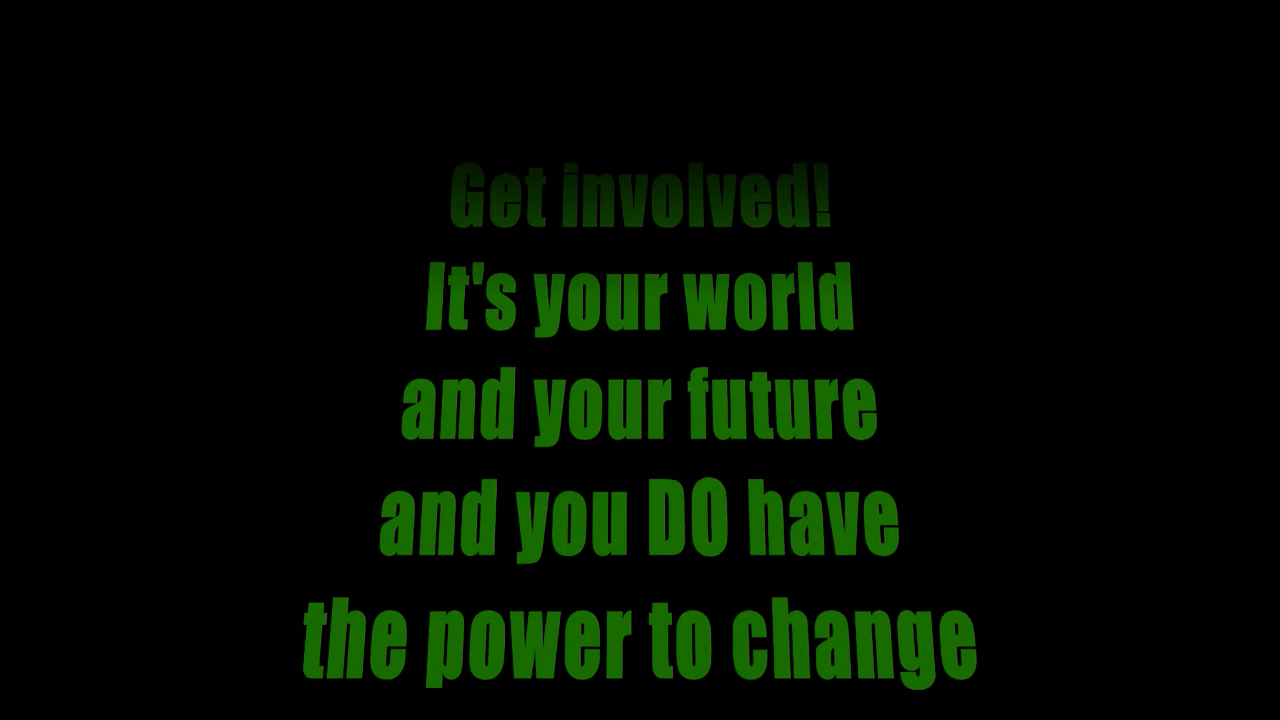 Get involved!
It's your world
and your future
and you DO have
the power to change